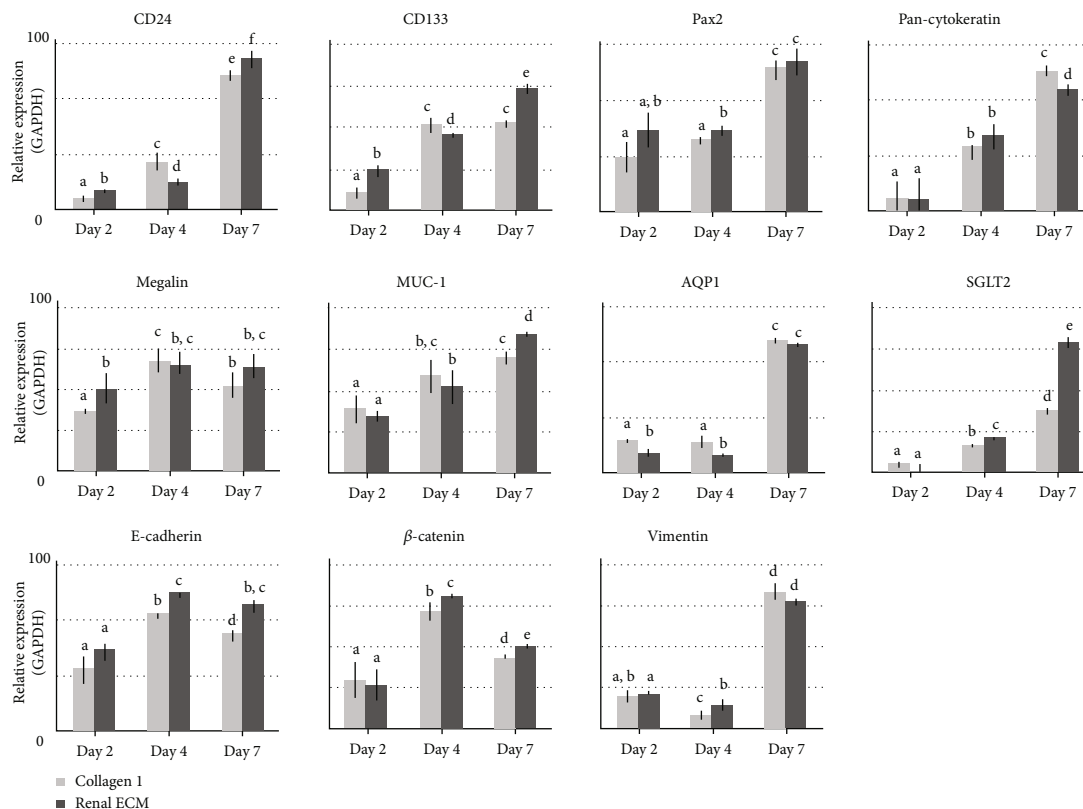 CD24
CD133
Pax2
Pan-cytokeratin
Relative expression
(GAPDH)
100
0
a b c d e f
a b c d c e
a a, b a b c c
a a b b c d
Day 2 Day 4 Day 7
Day 2 Day 4 Day 7
Day 2 Day 4 Day 7
Day 2 Day 4 Day 7
Megalin
MUC-1
AQP1
SGLT2
Relative expression
(GAPDH)
100
0
a b c b, c b b, c
a a b, c b c d
a b a b c c
a a b c d e
Day 2 Day 4 Day 7
Day 2 Day 4 Day 7
Day 2 Day 4 Day 7
Day 2 Day 4 Day 7
E-cadherin
β-catenin
Vimentin
Relative expression
(GAPDH)
100
0
a a b c d b, c
a a b c d e
a, b a c b d d
Day 2 Day 4 Day 7
Day 2 Day 4 Day 7
Day 2 Day 4 Day 7
Collagen 1
Renal ECM